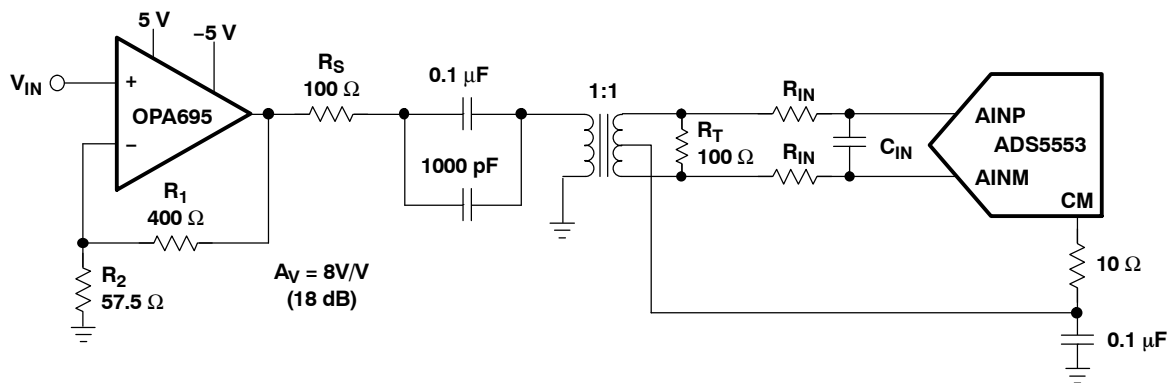 5 V
−5 V
V_IN
+
OPA695
−
R_S
100 Ω
0.1 μF
1000 pF
1:1
R_T
100 Ω
R_IN
R_IN
C_IN
AINP
ADS5553
AINM
CM
R_1
400 Ω
R_2
57.5 Ω
A_V = 8V/V
(18 dB)
10 Ω
0.1 μF